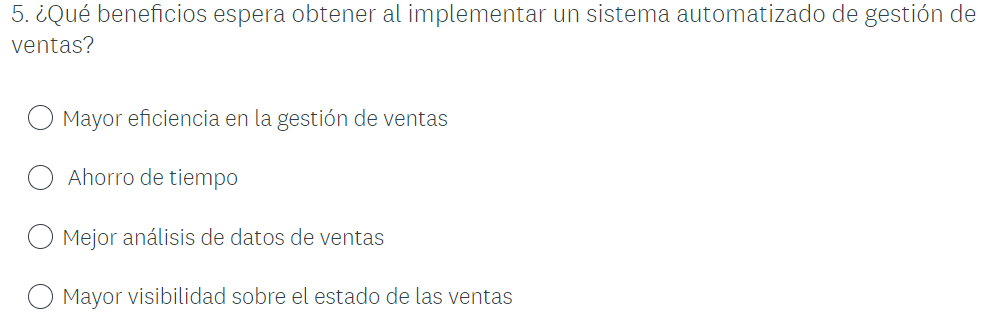 5. ¿Qué beneficios espera obtener al implementar un sistema automatizado de gestión de
ventas?
Mayor eficiencia en la gestión de ventas
Ahorro de tiempo
Mejor análisis de datos de ventas
Mayor visibilidad sobre el estado de las ventas